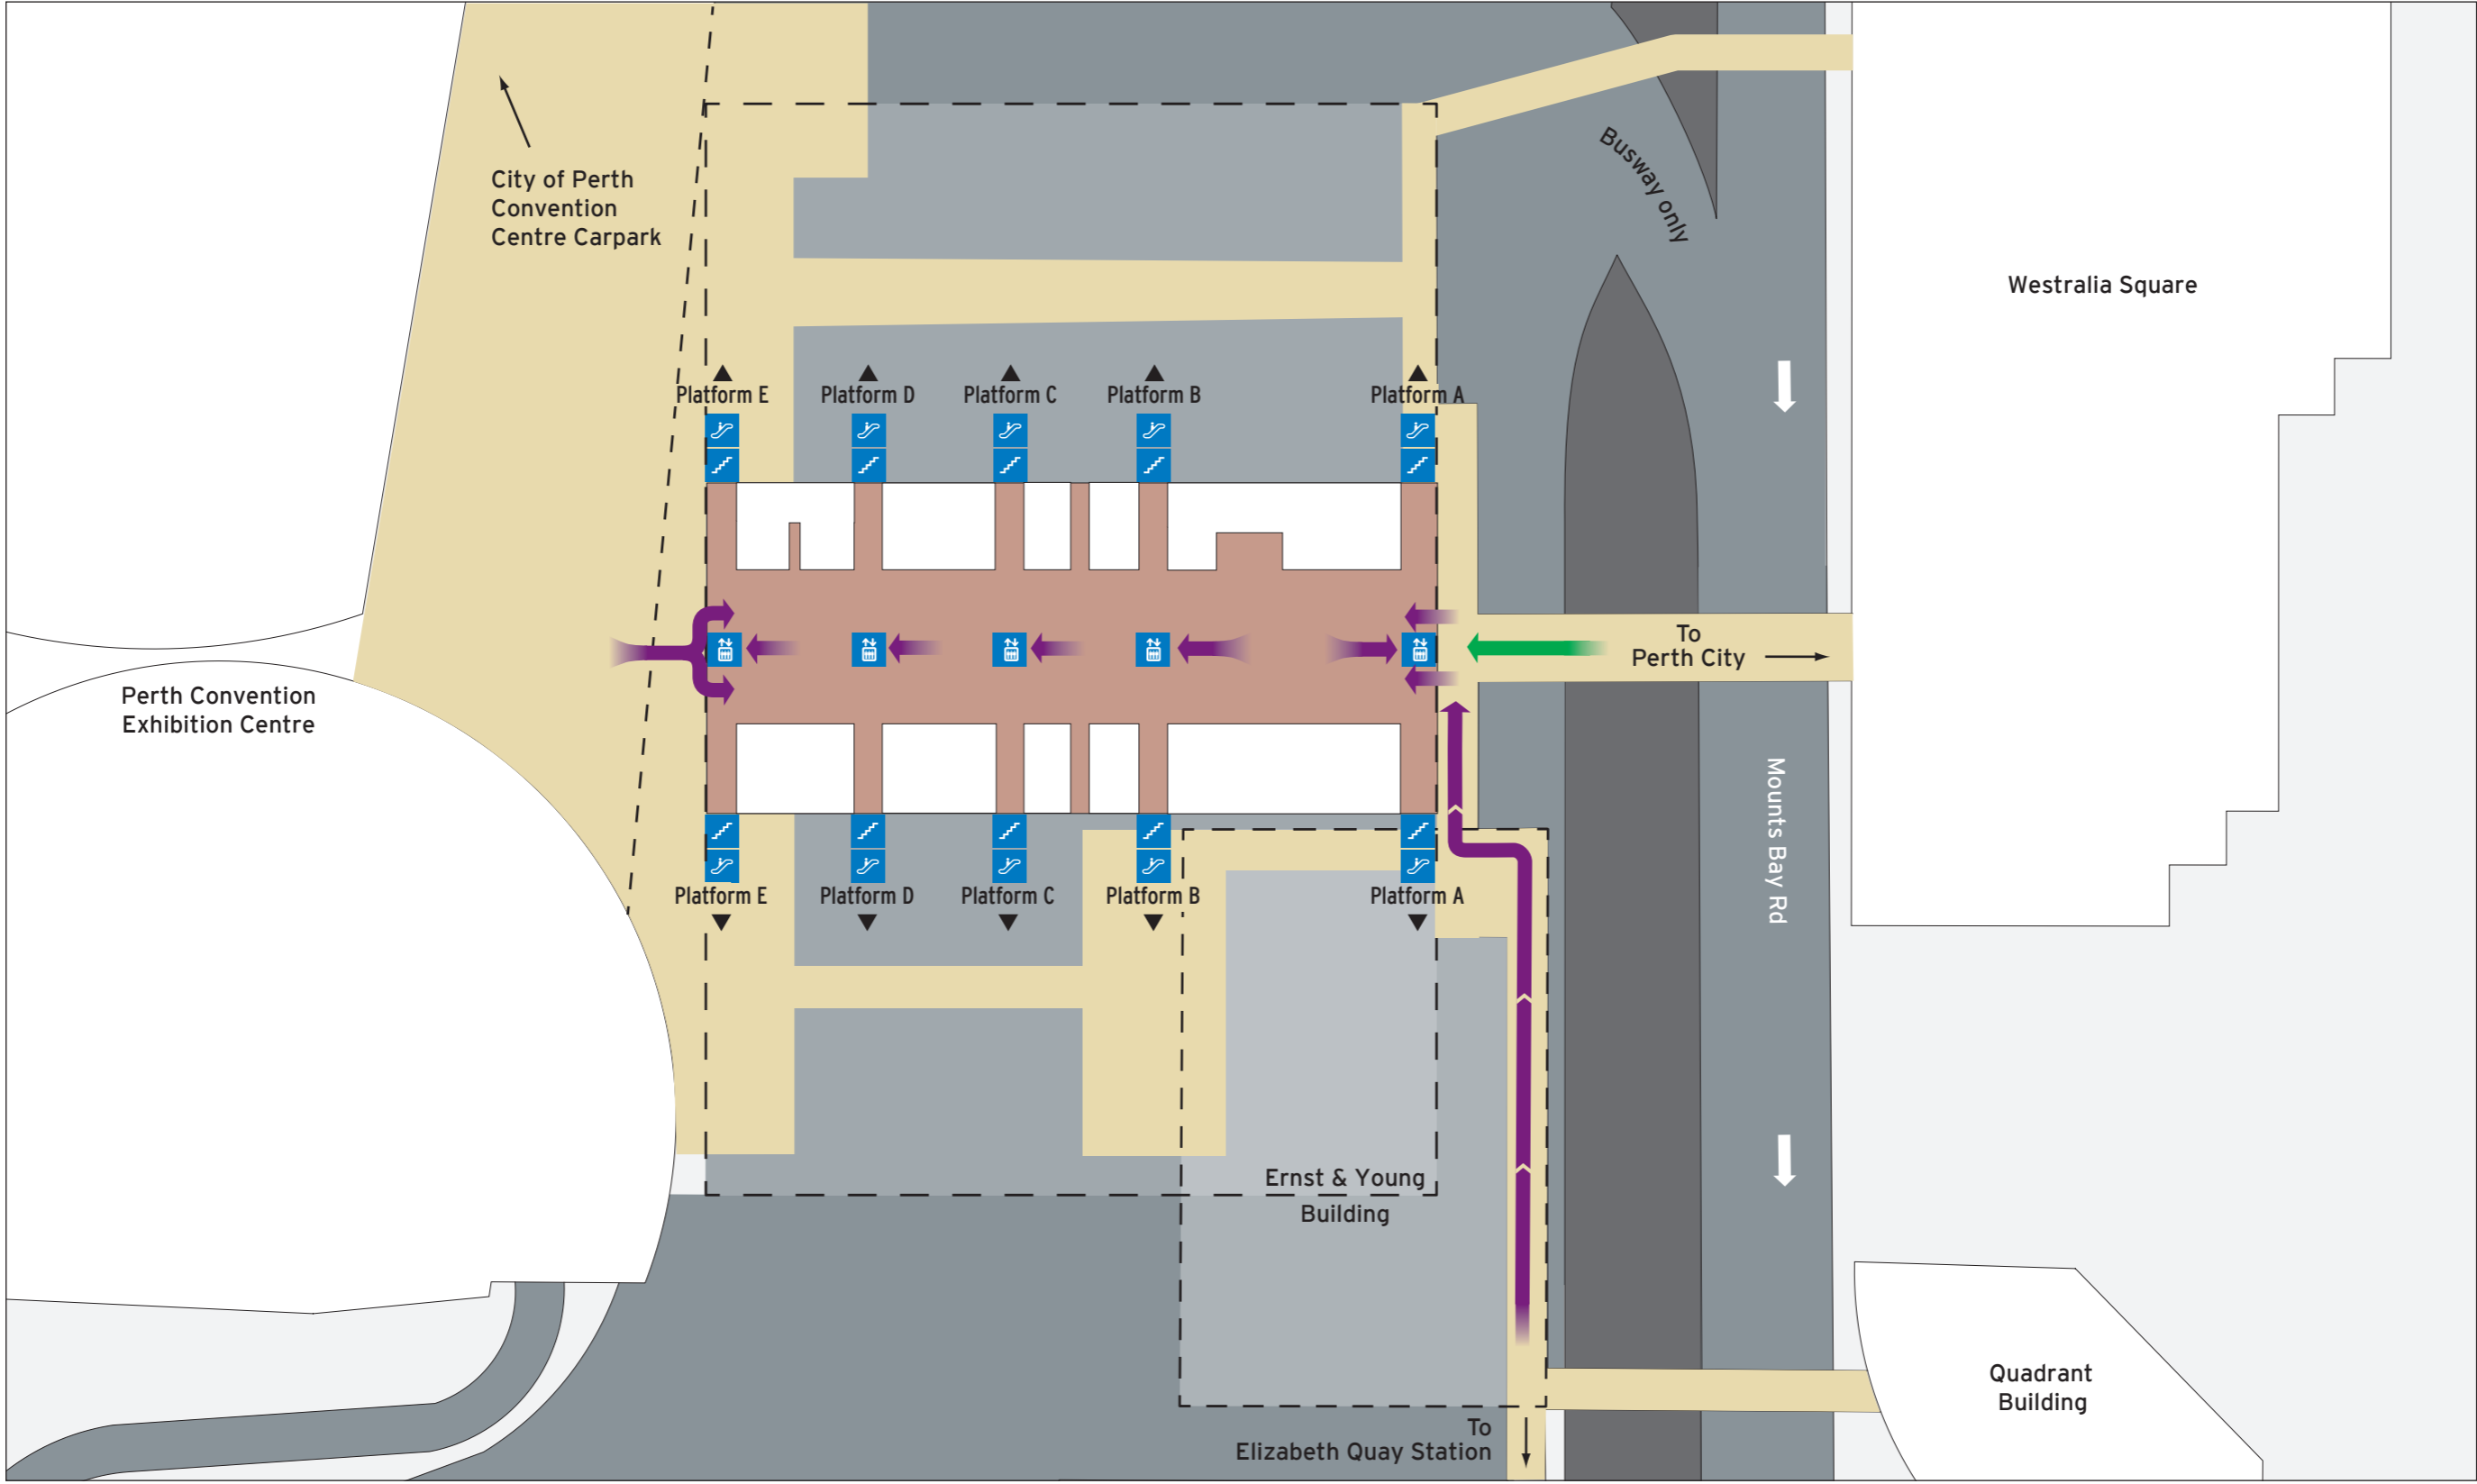 City of Perth
Convention
Centre Carpark
Busway only
Westralia Square
Platform E
Platform D
Platform C
Platform B
Platform A
To
Perth City
Perth Convention
Exhibition Centre
Mounts Bay Rd
Platform E
Platform D
Platform C
Platform B
Platform A
Ernst & Young
Building
Quadrant
Building
To
Elizabeth Quay Station